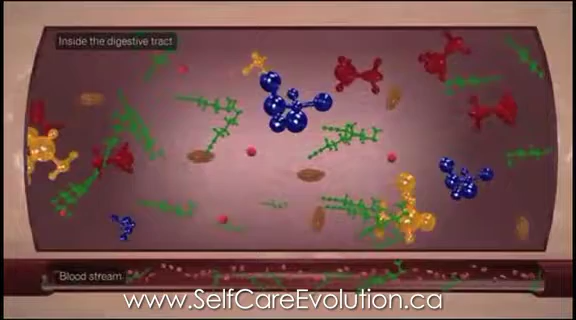 Inside the digestive tract
Blood stream
www.SelfCareEvolution.ca